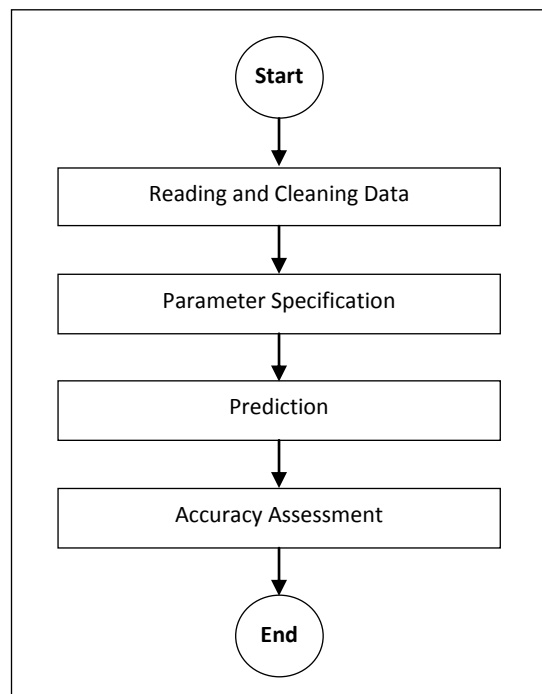 Start
Reading and Cleaning Data
Parameter Specification
Prediction
Accuracy Assessment
End